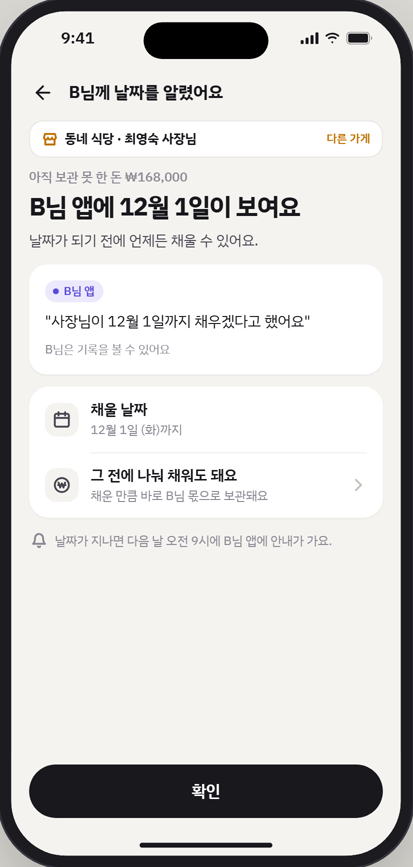 9:41
B님께 날짜를 알렸어요
동네 식당 · 최영숙 사장님
다른 가게
아직 보관 못 한 돈 ₩168,000
B님 앱에 12월 1일이 보여요
날짜가 되기 전에 언제든 채울 수 있어요.
B님 앱
"사장님이 12월 1일까지 채우겠다고 했어요"
B님은 기록을 볼 수 있어요
채울 날짜
12월 1일 (화)까지
그 전에 나눠 채워도 돼요
채운 만큼 바로 B님 몫으로 보관돼요
날짜가 지나면 다음 날 오전 9시에 B님 앱에 안내가 가요.
확인